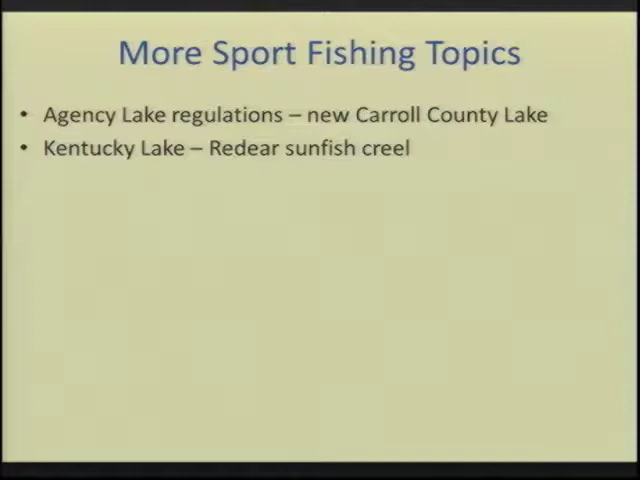 More Sport Fishing Topics
• Agency Lake regulations – new Carroll County Lake
• Kentucky Lake – Redear sunfish creel